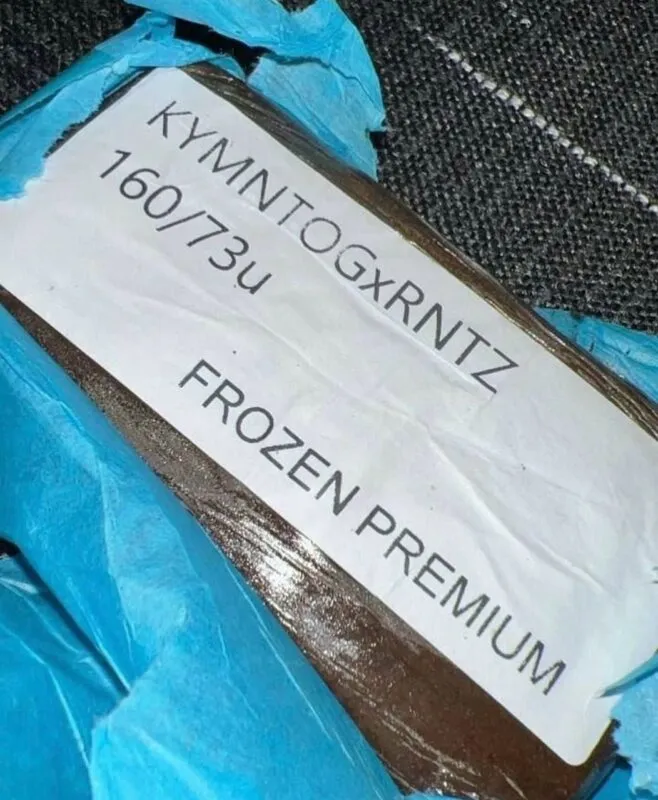 KYMNTOGxRNTZ
160/73u
FROZEN PREMIUM